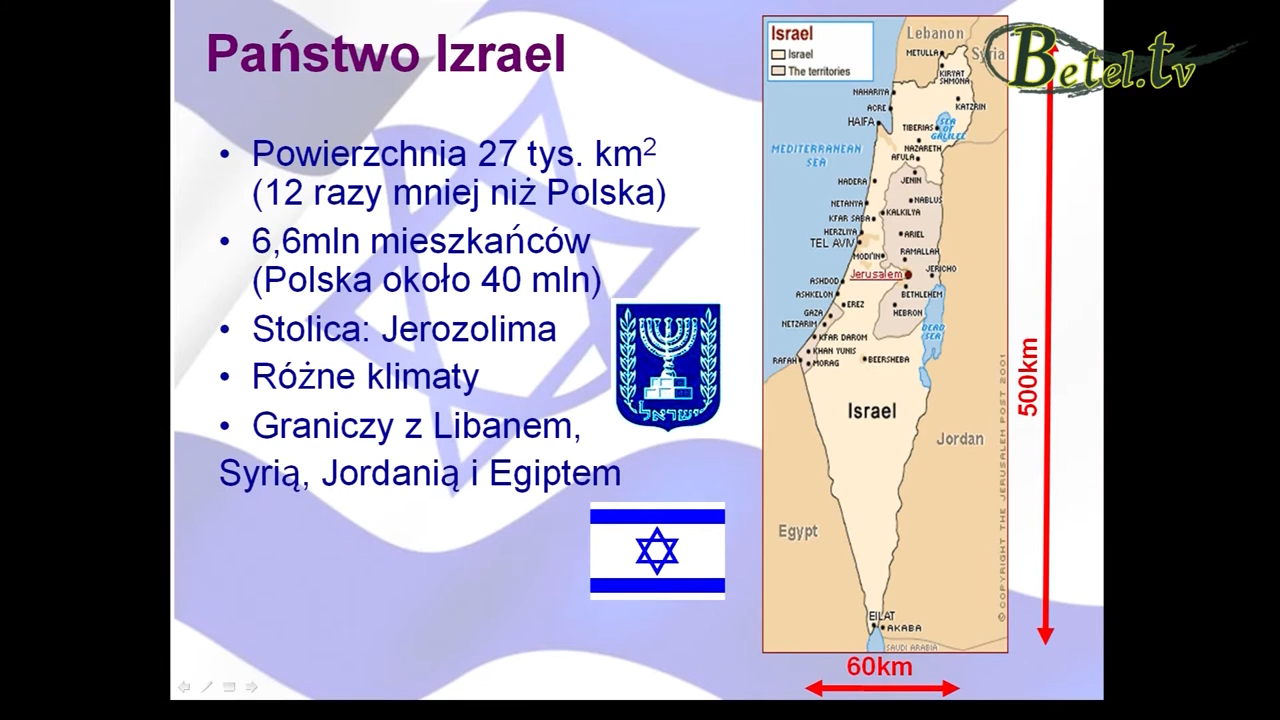 Państwo Izrael
• Powierzchnia 27 tys. km²
(12 razy mniej niż Polska)
• 6,6mln mieszkańców
(Polska około 40 mln)
• Stolica: Jerozolima
• Różne klimaty
• Graniczy z Libanem,
Syrią, Jordanią i Egiptem
ישראל
Israel
Israel
The territories
Lebanon
Syria
Betel.tv
METULLA
KIRYAT
SHMONA
NAHARIYA
KATZRIN
ACRE
HAIFA
TIBERIAS
SEA
OF
GALILEE
MEDITERRANEAN
SEA
NAZARETH
AFULA
HADERA
JENIN
NETANYA
NABLUS
KFAR SABA
KALKILYA
HERZLIYA
ARIEL
TEL AVIV
RAMALLAH
MODI'IN
Jerusalem
JERICHO
ASHDOD
ASHKELON
BETHLEHEM
EREZ
GAZA
HEBRON
NETZARIM
DEAD
SEA
KFAR DAROM
KHAN YUNIS
RAFAH
MORAG
BEERSHEBA
Israel
Jordan
Egypt
EILAT
AKABA
SAUDI ARABIA
© COPYRIGHT THE JERUSALEM POST 2001
500km
60km